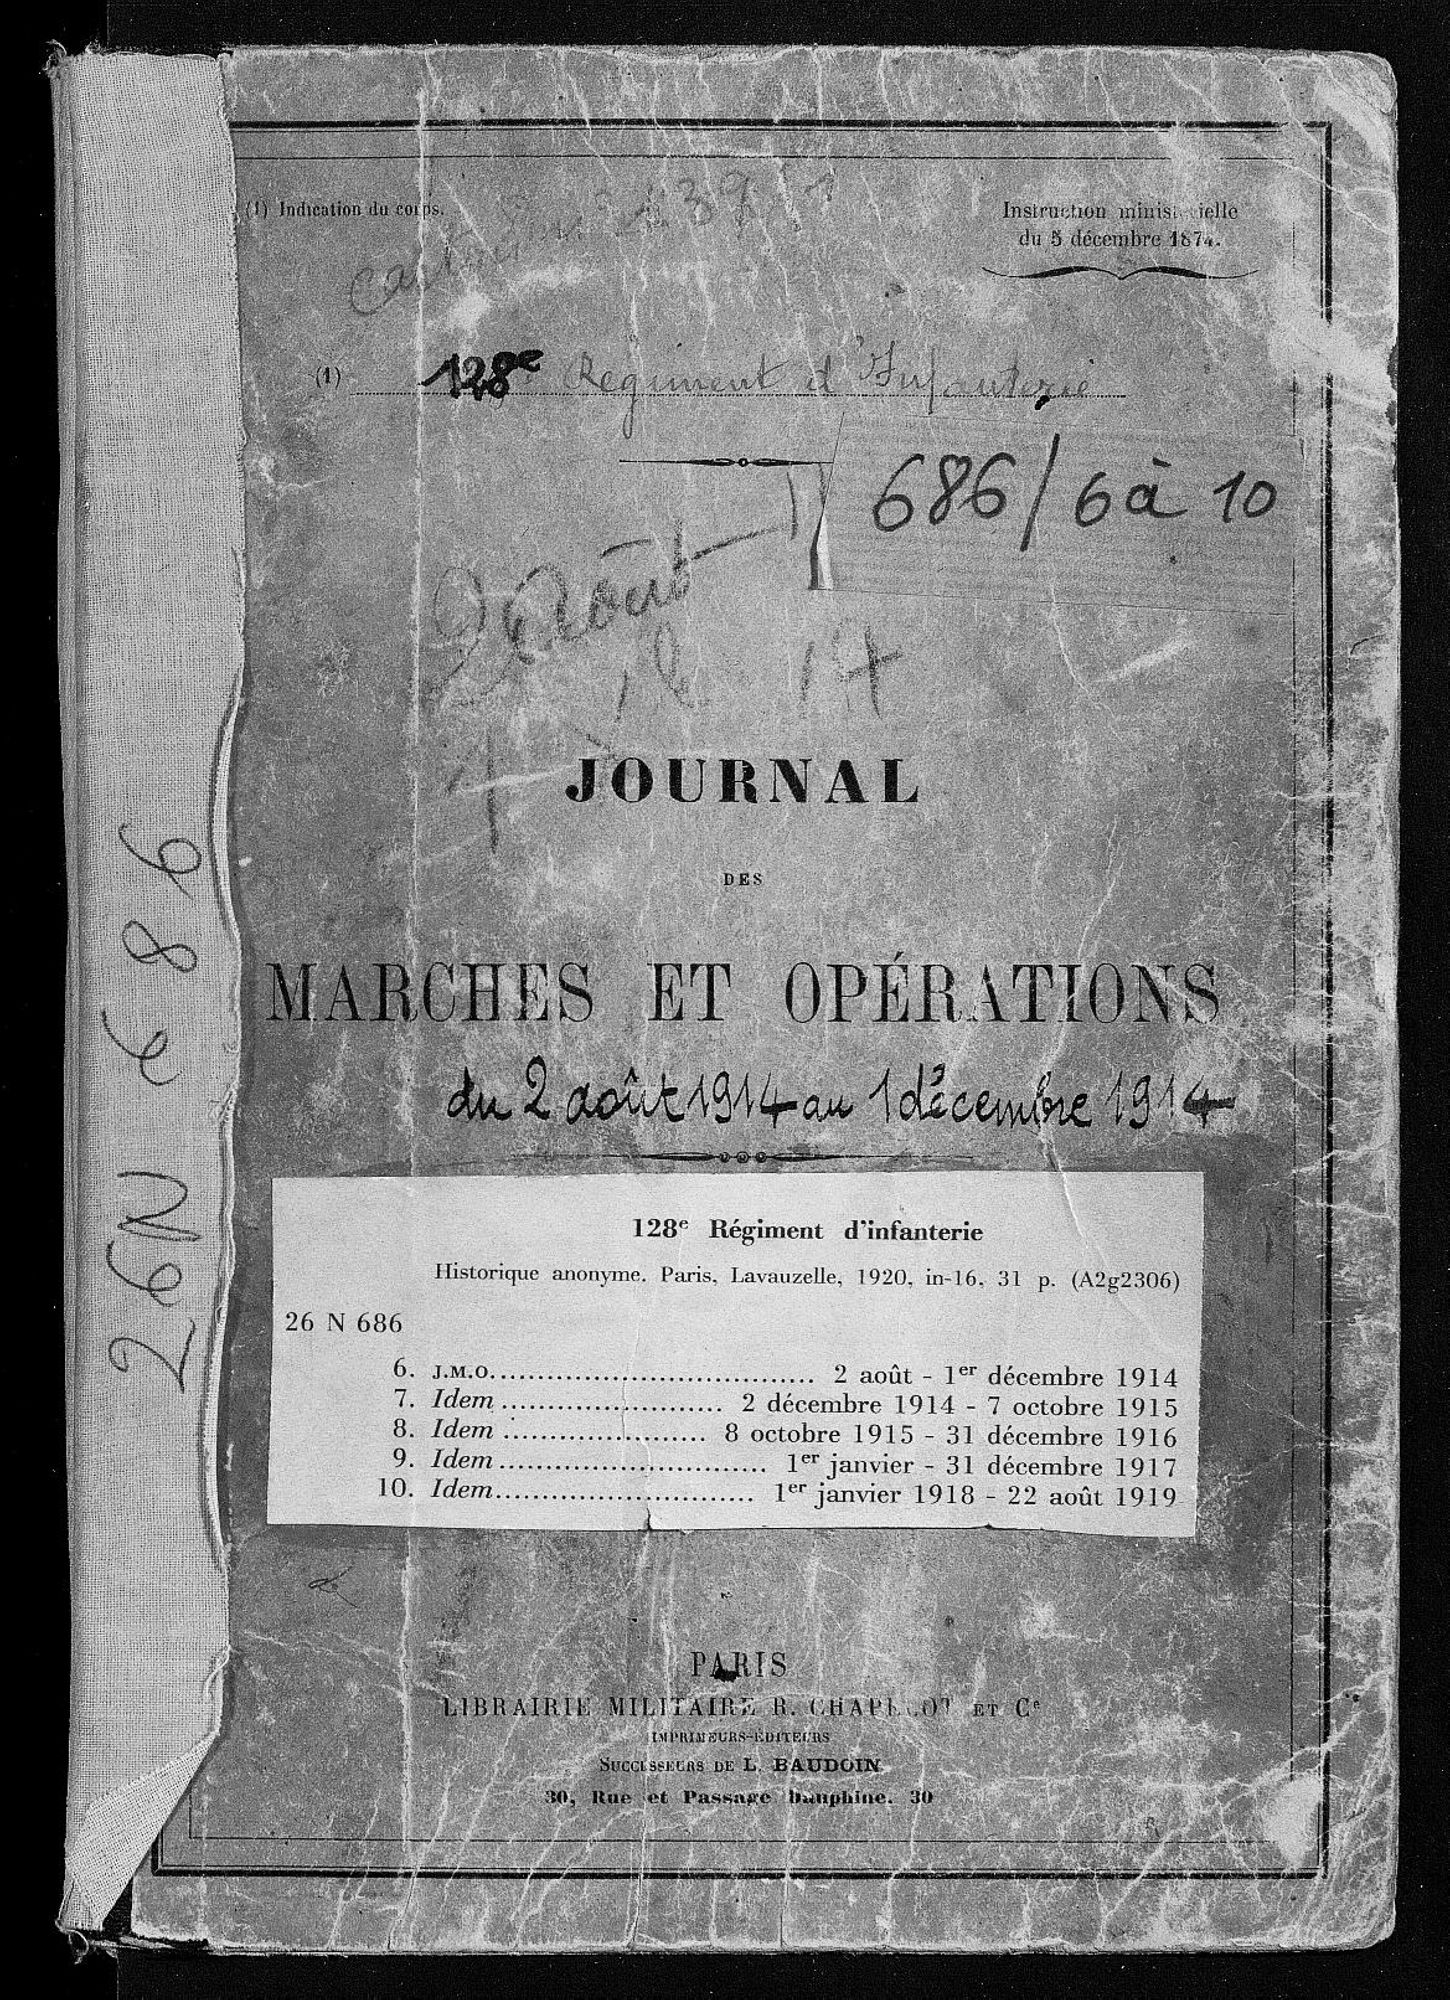 (1) Indication du corps.
Instruction ministérielle
du 5 décembre 1874.
(1) 128e Régiment d'Infanterie
686/6 à 10
2 Août
14
JOURNAL
DES
MARCHES ET OPÉRATIONS
du 2 août 1914 au 1 décembre 1914
26 N 686
128e Régiment d'infanterie
Historique anonyme. Paris, Lavauzelle, 1920, in-16, 31 p. (A2g2306)
26 N 686
6. J.M.O. 2 août - 1er décembre 1914
7. Idem 2 décembre 1914 - 7 octobre 1915
8. Idem 8 octobre 1915 - 31 décembre 1916
9. Idem 1er janvier - 31 décembre 1917
10. Idem 1er janvier 1918 - 22 août 1919
PARIS
LIBRAIRIE MILITAIRE R. CHAPELOT ET Ce
IMPRIMEURS-ÉDITEURS
SUCCESSEURS DE L. BAUDOIN
30, Rue et Passage Dauphine, 30